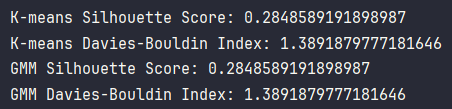 K-means Silhouette Score: 0.2848589191898987
K-means Davies-Bouldin Index: 1.3891879777181646
GMM Silhouette Score: 0.2848589191898987
GMM Davies-Bouldin Index: 1.3891879777181646